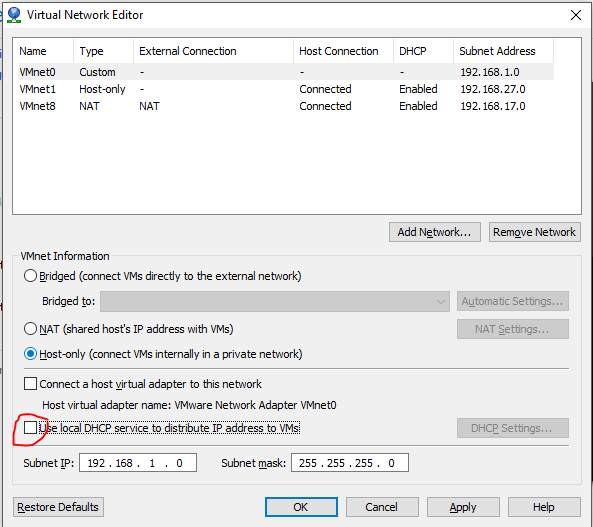 Virtual Network Editor
Name Type External Connection Host Connection DHCP Subnet Address
VMnet0 Custom - - - 192.168.1.0
VMnet1 Host-only - Connected Enabled 192.168.27.0
VMnet8 NAT NAT Connected Enabled 192.168.17.0
Add Network... Remove Network
VMnet Information
Bridged (connect VMs directly to the external network)
Bridged to: Automatic Settings...
NAT (shared host's IP address with VMs) NAT Settings...
Host-only (connect VMs internally in a private network)
Connect a host virtual adapter to this network
Host virtual adapter name: VMware Network Adapter VMnet0
Use local DHCP service to distribute IP address to VMs DHCP Settings...
Subnet IP: 192 . 168 . 1 . 0 Subnet mask: 255 . 255 . 255 . 0
Restore Defaults OK Cancel Apply Help